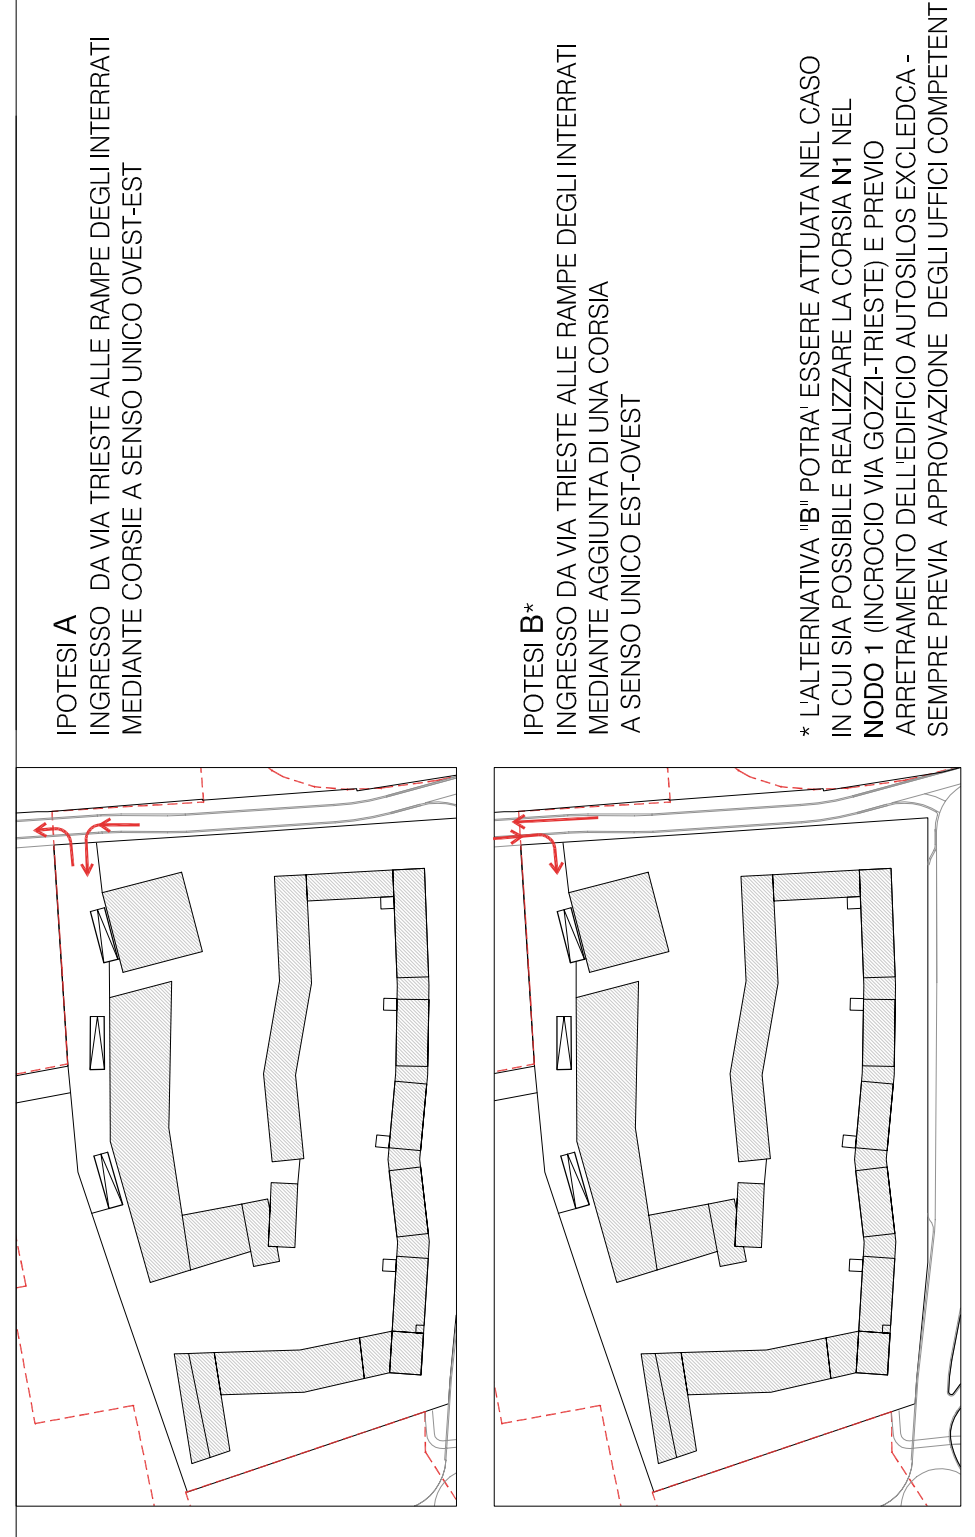 IPOTESI A
INGRESSO DA VIA TRIESTE ALLE RAMPE DEGLI INTERRATI
MEDIANTE CORSIE A SENSO UNICO OVEST-EST
IPOTESI B*
INGRESSO DA VIA TRIESTE ALLE RAMPE DEGLI INTERRATI
MEDIANTE AGGIUNTA DI UNA CORSIA
A SENSO UNICO EST-OVEST
* L'ALTERNATIVA "B" POTRA' ESSERE ATTUATA NEL CASO
IN CUI SIA POSSIBILE REALIZZARE LA CORSIA N1 NEL
NODO 1 (INCROCIO VIA GOZZI-TRIESTE) E PREVIO
ARRETRAMENTO DELL'EDIFICIO AUTOSILOS EXCLEDCA -
SEMPRE PREVIA APPROVAZIONE DEGLI UFFICI COMPETENT